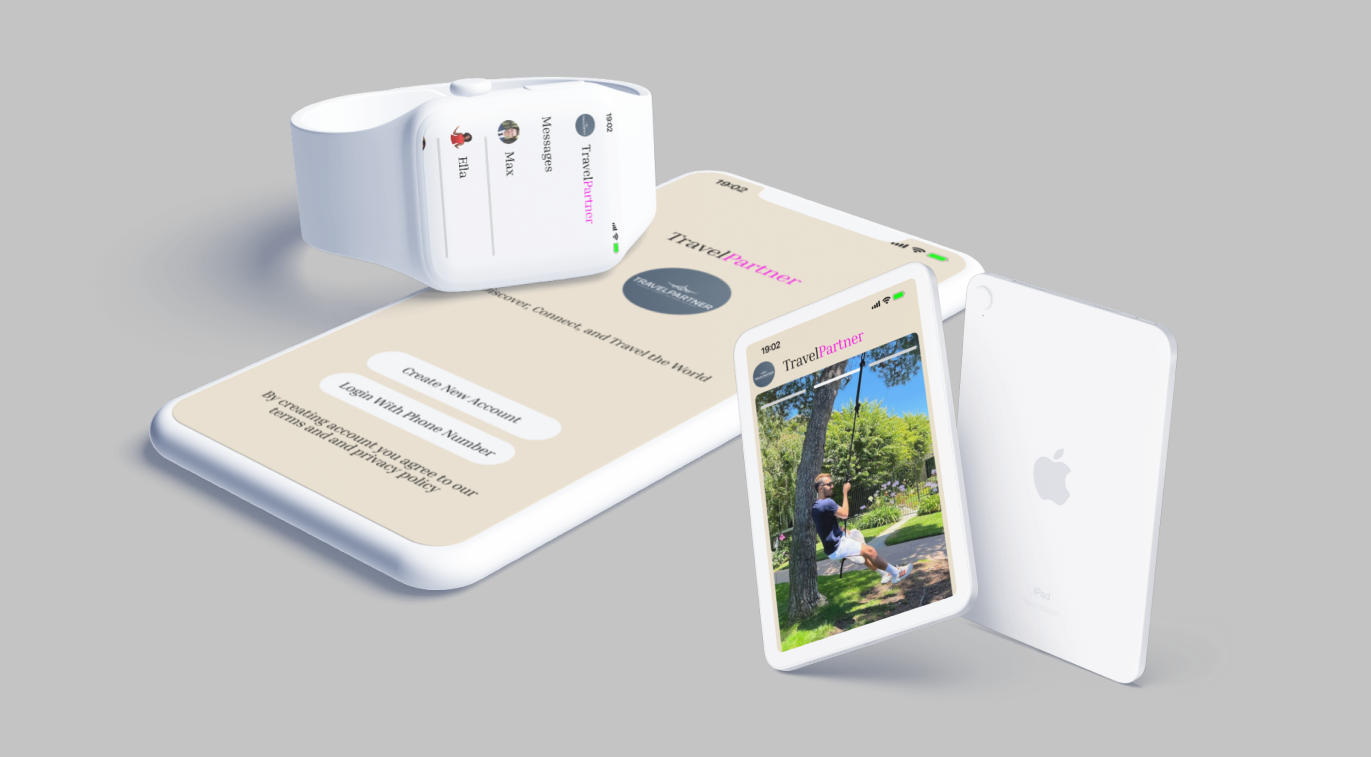 19:02
TravelPartner
Messages
Max
Ella
19:02
TravelPartner
TRAVELPARTNER
iscover, Connect, and Travel the World
Create New Account
Login With Phone Number
By creating account you agree to our
terms and and privacy policy
19:02
TravelPartner
iPad